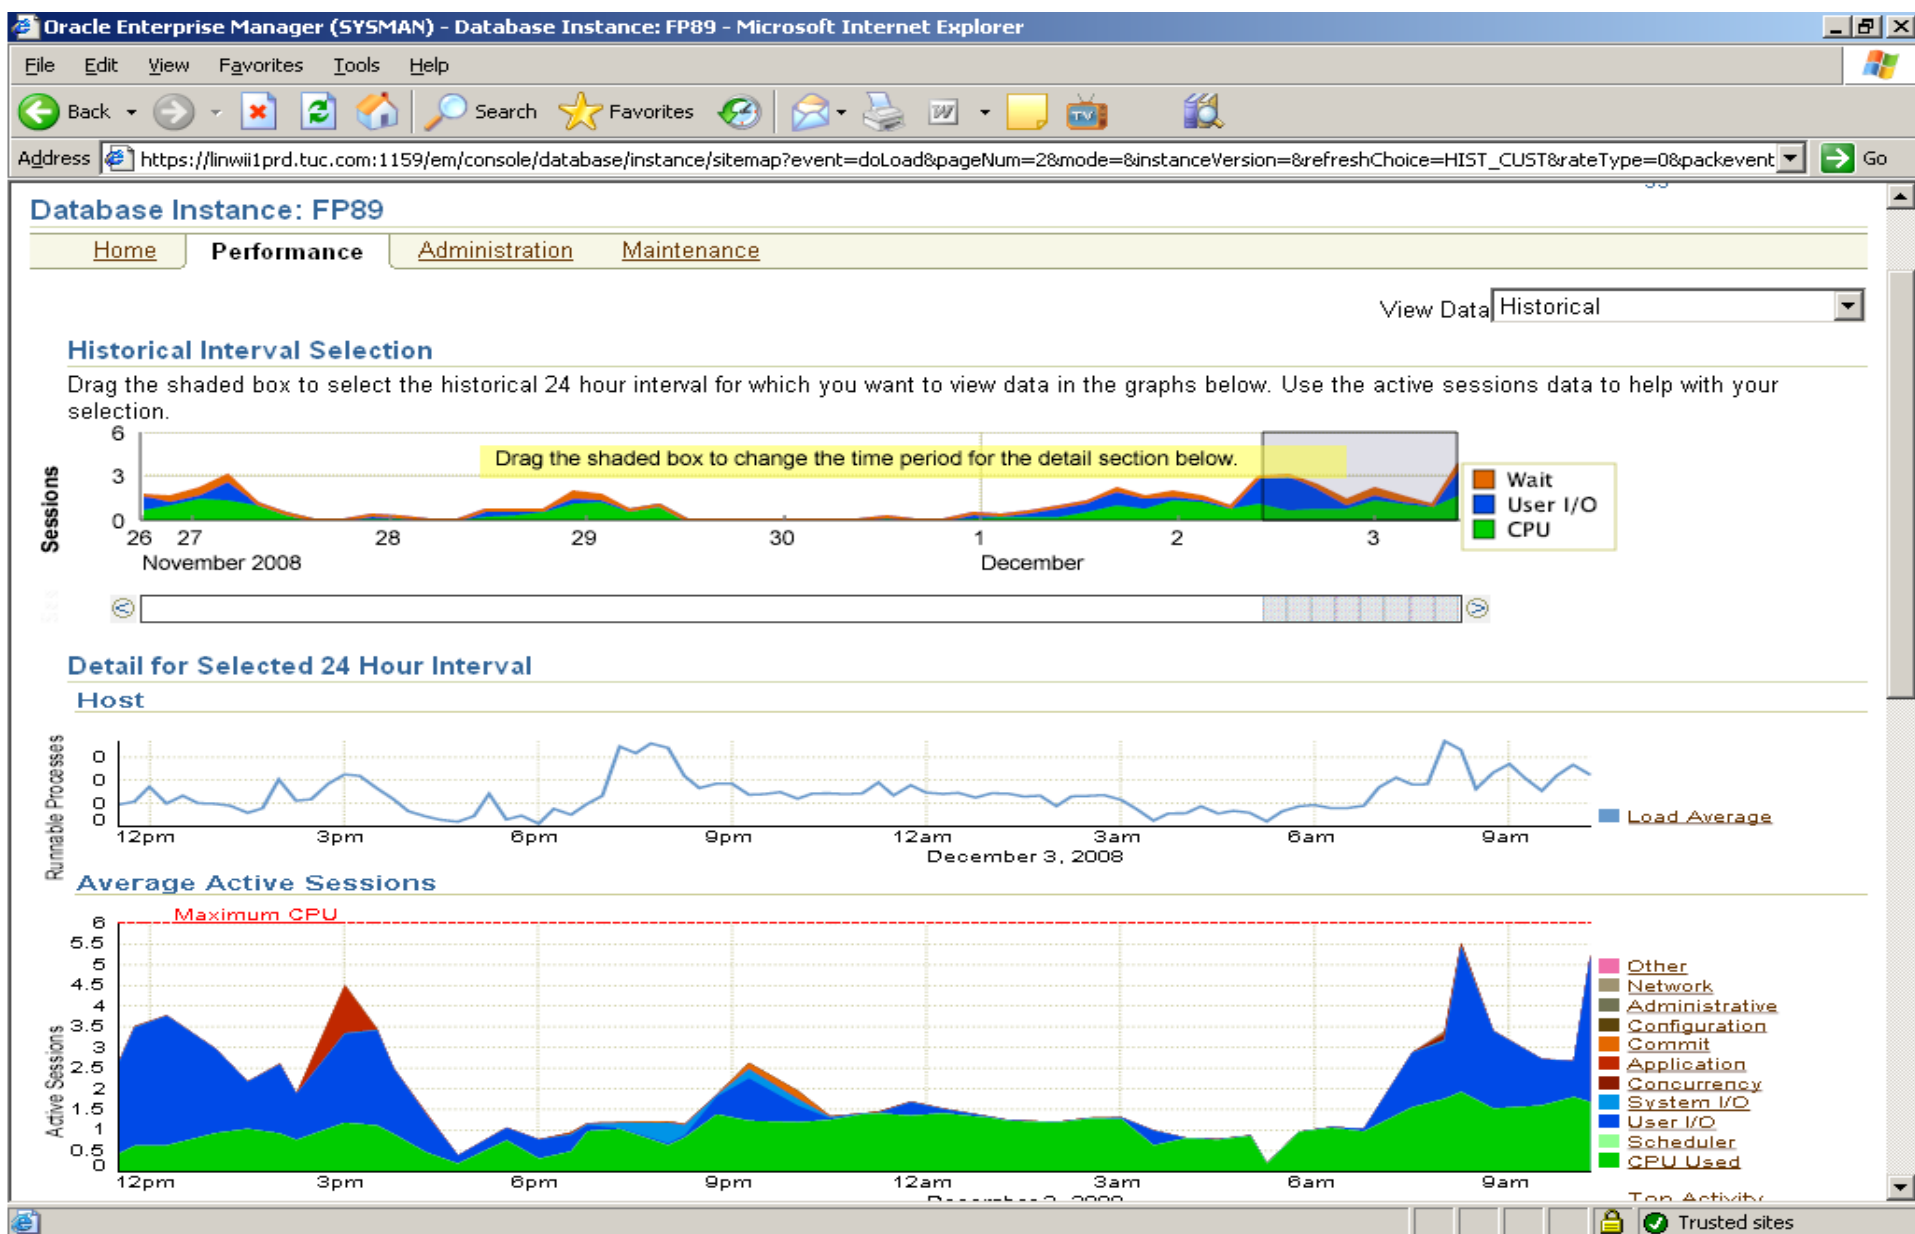 Oracle Enterprise Manager (SYSMAN) - Database Instance: FP89 - Microsoft Internet Explorer
File Edit View Favorites Tools Help
Back Search Favorites
Address https://linwii1prd.tuc.com:1159/em/console/database/instance/sitemap?event=doLoad&pageNum=2&mode=&instanceVersion=&refreshChoice=HIST_CUST&rateType=0&packevent Go
Database Instance: FP89
Home Performance Administration Maintenance
View Data Historical
Historical Interval Selection
Drag the shaded box to select the historical 24 hour interval for which you want to view data in the graphs below. Use the active sessions data to help with your
selection.
Sessions
6
3
0
Drag the shaded box to change the time period for the detail section below.
Wait
User I/O
CPU
26 27 28 29 30 1 2 3
November 2008 December
Detail for Selected 24 Hour Interval
Host
Runnable Processes
0
0
0
0
12pm 3pm 6pm 9pm 12am 3am 6am 9am
December 3, 2008
Load Average
Average Active Sessions
Maximum CPU
Active Sessions
6
5.5
5
4.5
4
3.5
3
2.5
2
1.5
1
0.5
0
Other
Network
Administrative
Configuration
Commit
Application
Concurrency
System I/O
User I/O
Scheduler
CPU Used
12pm 3pm 6pm 9pm 12am 3am 6am 9am
December 3, 2008
Top Activity
Trusted sites